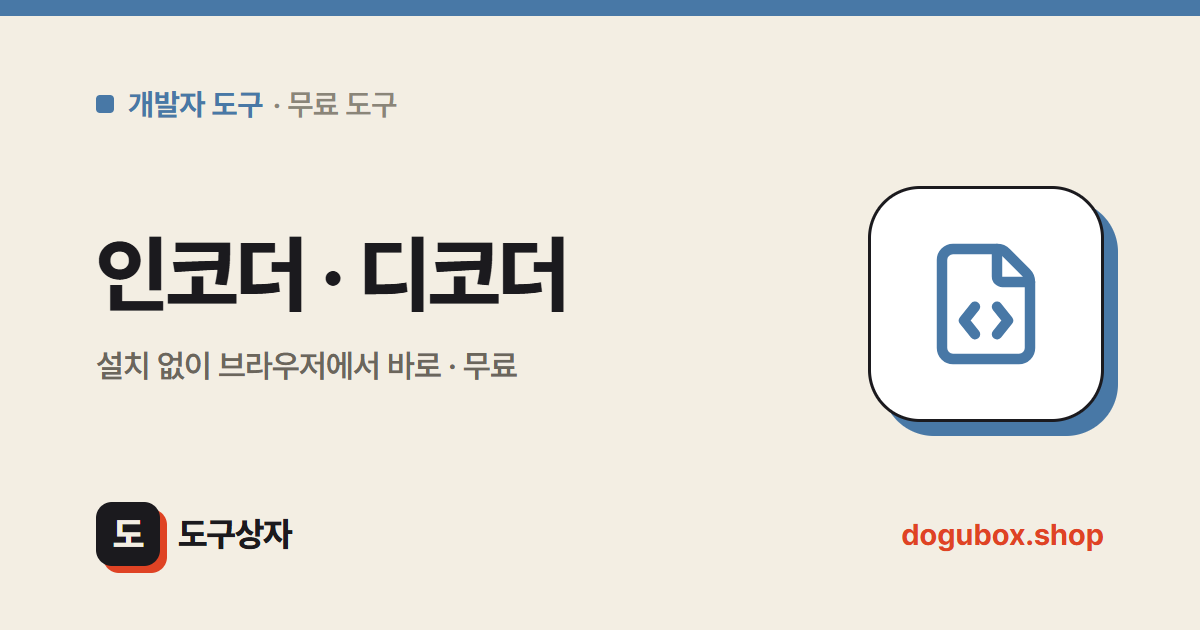 개발자 도구 · 무료 도구
인코더 · 디코더
설치 없이 브라우저에서 바로 · 무료
도 도구상자
dogubox.shop